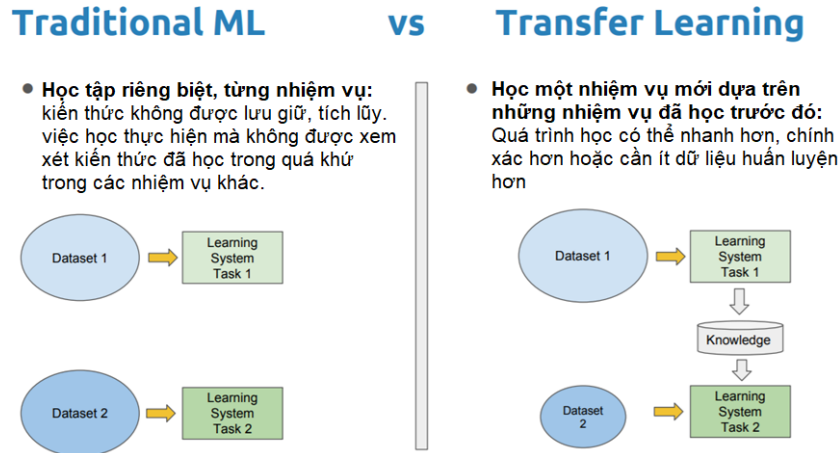 Traditional ML vs Transfer Learning
Học tập riêng biệt, từng nhiệm vụ:
kiến thức không được lưu giữ, tích lũy.
việc học thực hiện mà không được xem
xét kiến thức đã học trong quá khứ
trong các nhiệm vụ khác.
Dataset 1
Learning
System
Task 1
Dataset 2
Learning
System
Task 2
Học một nhiệm vụ mới dựa trên
những nhiệm vụ đã học trước đó:
Quá trình học có thể nhanh hơn, chính
xác hơn hoặc cần ít dữ liệu huấn luyện
hơn
Dataset 1
Learning
System
Task 1
Knowledge
Dataset
2
Learning
System
Task 2